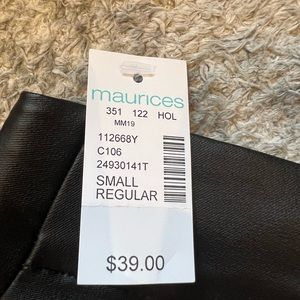 maurices
351 122 HOL
MM19
112668Y
C106
24930141T
SMALL
REGULAR
$39.00